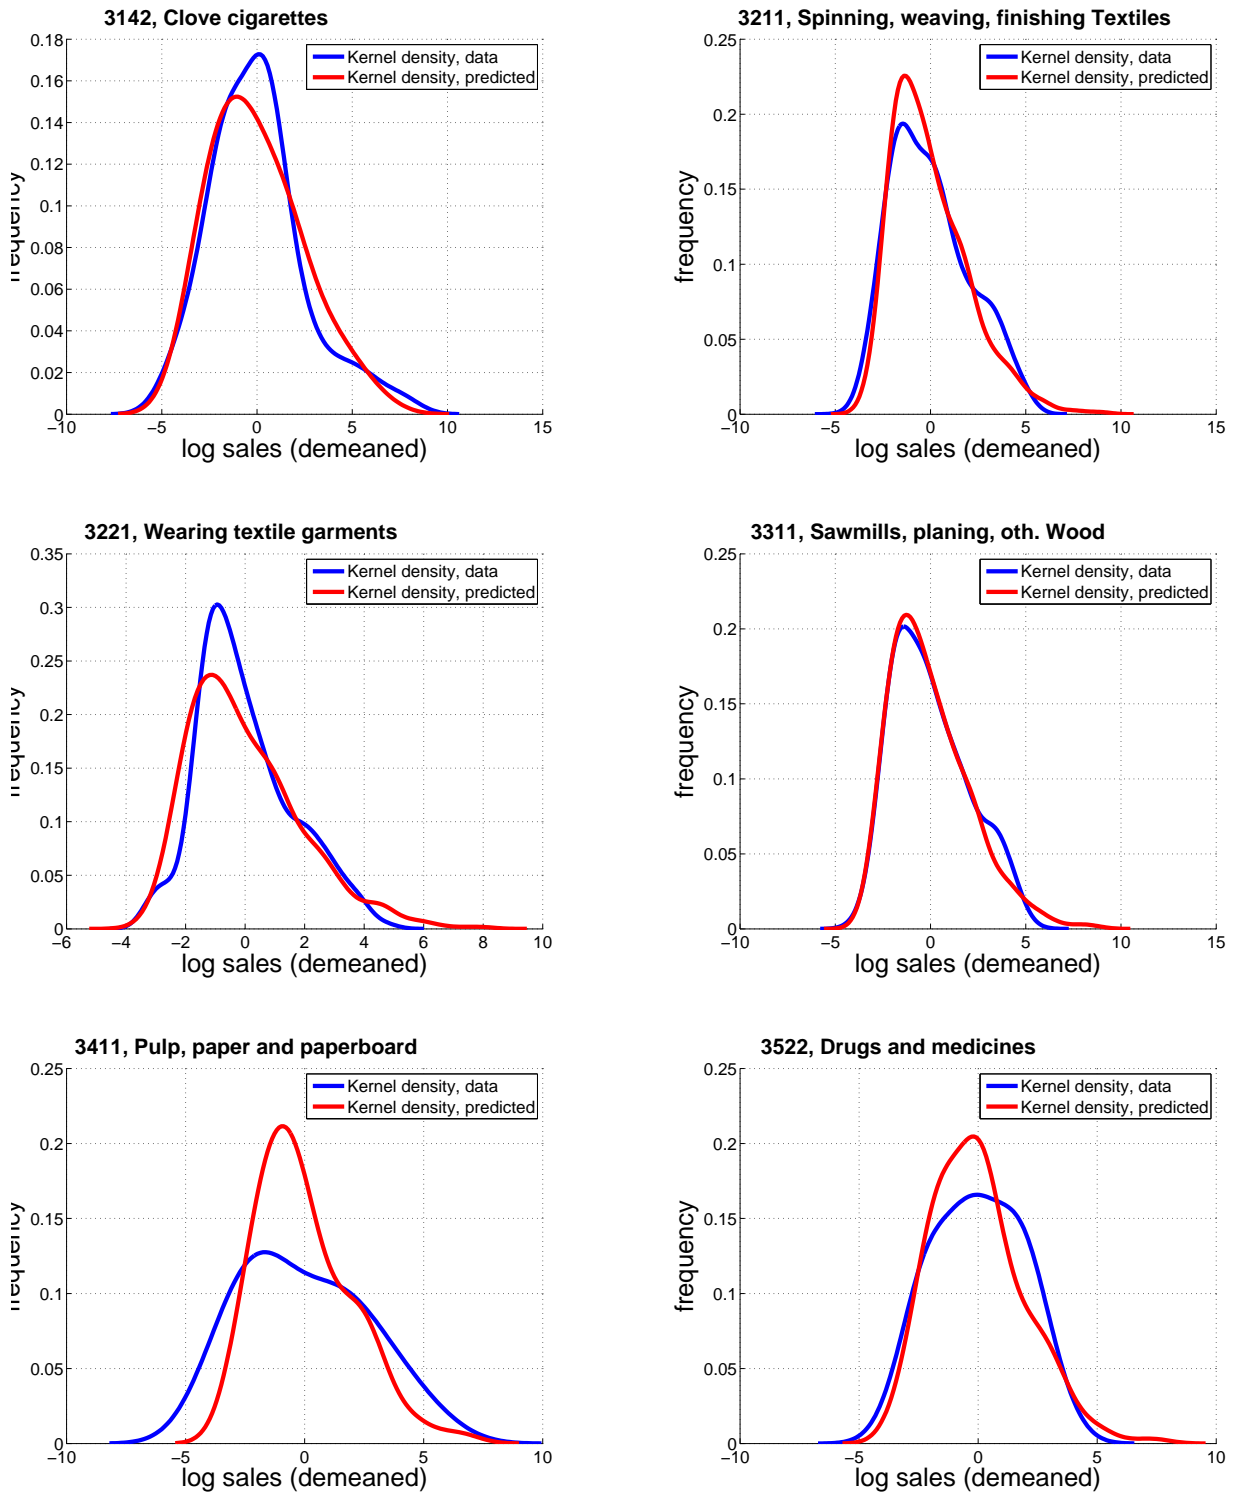 3142, Clove cigarettes
Kernel density, data
Kernel density, predicted
0.18
0.16
0.14
0.12
0.1
0.08
0.06
0.04
0.02
0
frequency
−10 −5 0 5 10 15
log sales (demeaned)
3211, Spinning, weaving, finishing Textiles
Kernel density, data
Kernel density, predicted
0.25
0.2
0.15
0.1
0.05
0
frequency
−10 −5 0 5 10 15
log sales (demeaned)
3221, Wearing textile garments
Kernel density, data
Kernel density, predicted
0.35
0.3
0.25
0.2
0.15
0.1
0.05
0
frequency
−6 −4 −2 0 2 4 6 8 10
log sales (demeaned)
3311, Sawmills, planing, oth. Wood
Kernel density, data
Kernel density, predicted
0.25
0.2
0.15
0.1
0.05
0
frequency
−10 −5 0 5 10 15
log sales (demeaned)
3411, Pulp, paper and paperboard
Kernel density, data
Kernel density, predicted
0.25
0.2
0.15
0.1
0.05
0
frequency
−10 −5 0 5 10
log sales (demeaned)
3522, Drugs and medicines
Kernel density, data
Kernel density, predicted
0.25
0.2
0.15
0.1
0.05
0
frequency
−10 −5 0 5 10
log sales (demeaned)